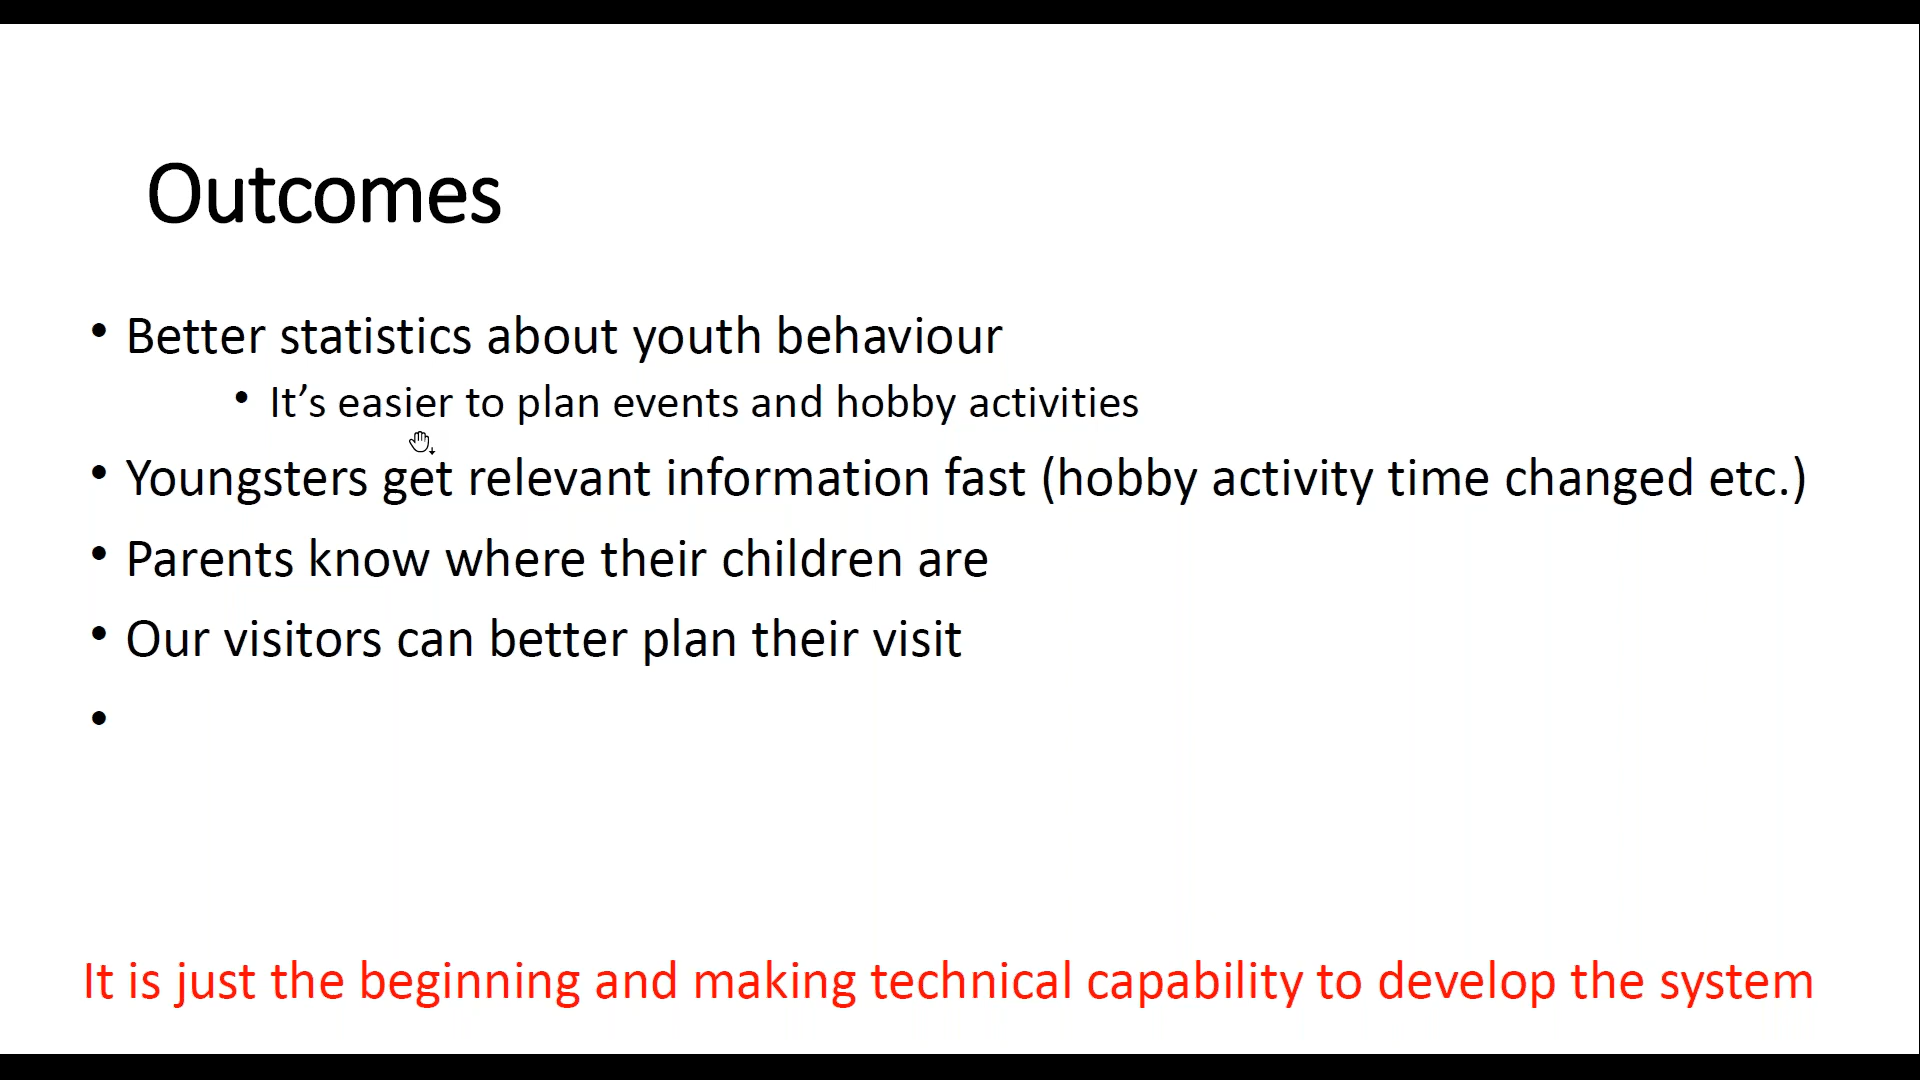 Outcomes
• Better statistics about youth behaviour
• It’s easier to plan events and hobby activities
• Youngsters get relevant information fast (hobby activity time changed etc.)
• Parents know where their children are
• Our visitors can better plan their visit
•
It is just the beginning and making technical capability to develop the system